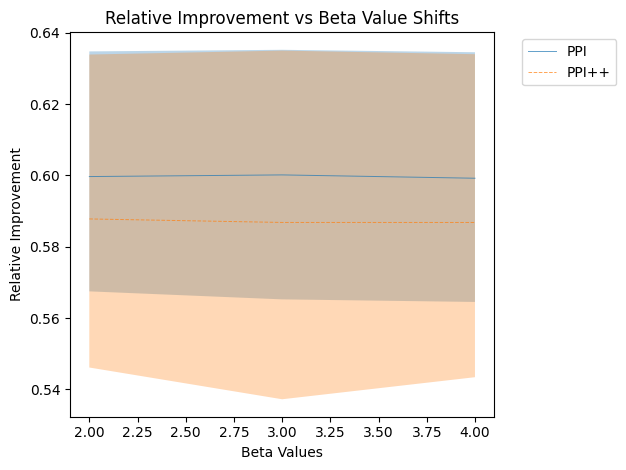 Relative Improvement vs Beta Value Shifts
0.64
0.62
0.60
0.58
0.56
0.54
Relative Improvement
2.00 2.25 2.50 2.75 3.00 3.25 3.50 3.75 4.00
Beta Values
PPI
PPI++